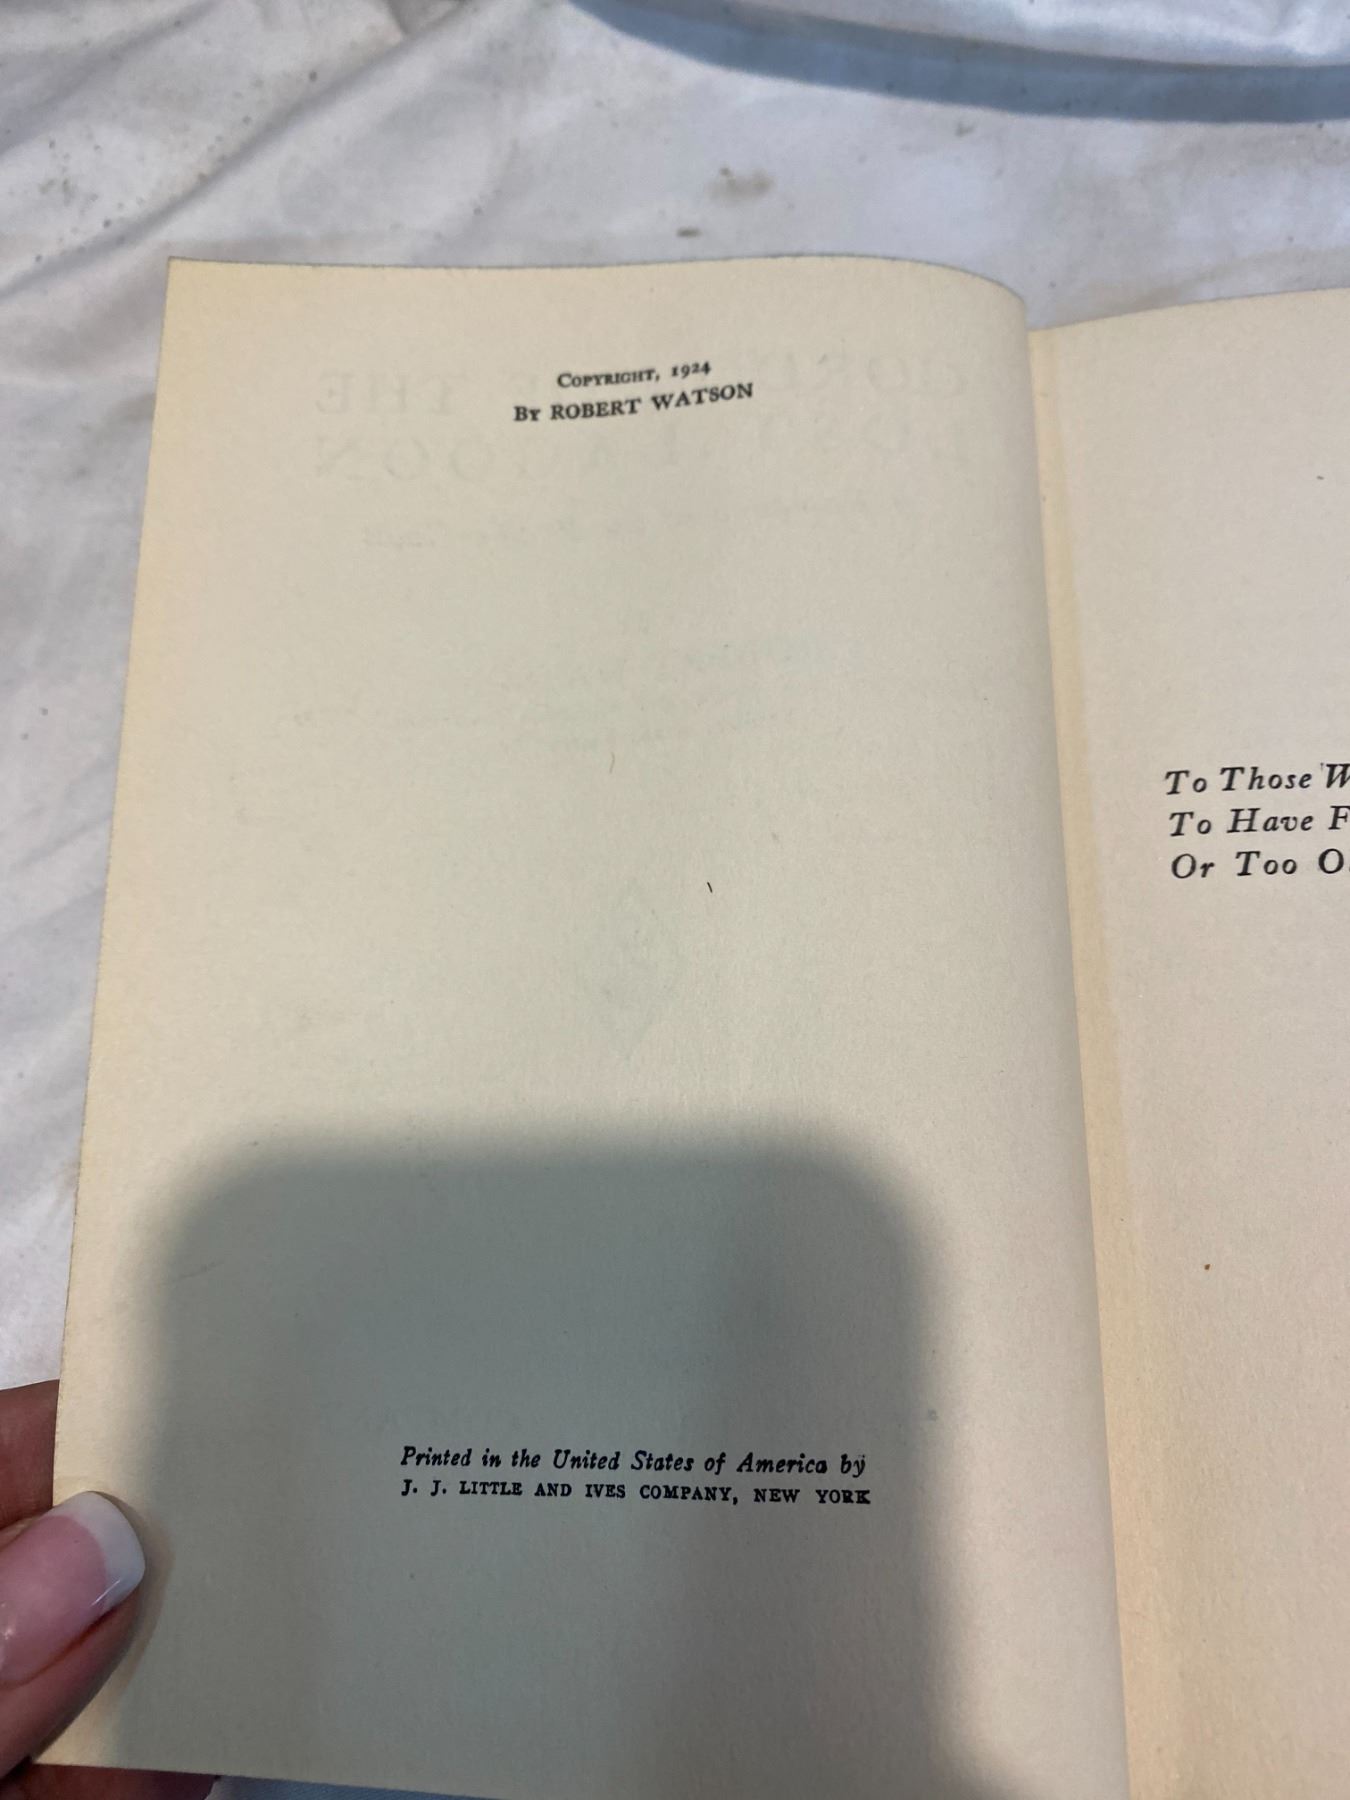 COPYRIGHT, 1924
BY ROBERT WATSON
To Those
To Have
Or Too
Printed in the United States of America by
J. J. LITTLE AND IVES COMPANY, NEW YORK